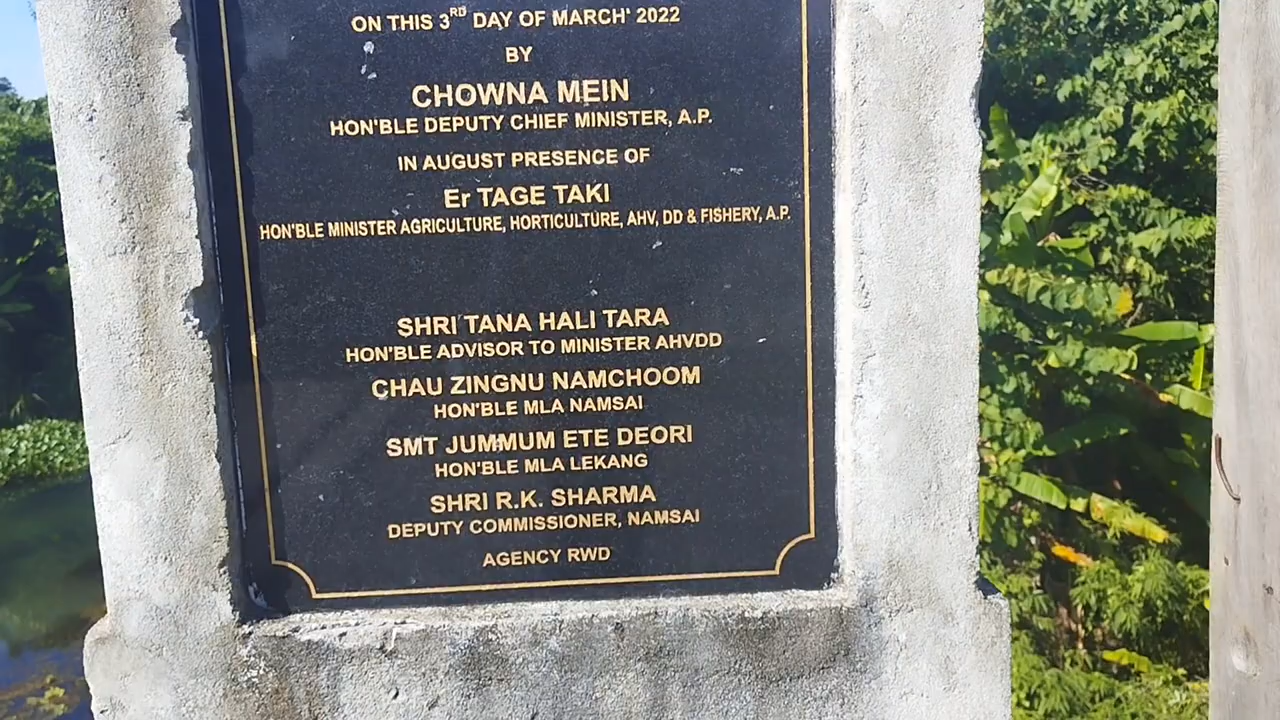 ON THIS 3RD DAY OF MARCH' 2022
BY
CHOWNA MEIN
HON'BLE DEPUTY CHIEF MINISTER, A.P.
IN AUGUST PRESENCE OF
Er TAGE TAKI
HON'BLE MINISTER AGRICULTURE, HORTICULTURE, AHV, DD & FISHERY, A.P.
SHRI TANA HALI TARA
HON'BLE ADVISOR TO MINISTER AHVDD
CHAU ZINGNU NAMCHOOM
HON'BLE MLA NAMSAI
SMT JUMMUM ETE DEORI
HON'BLE MLA LEKANG
SHRI R.K. SHARMA
DEPUTY COMMISSIONER, NAMSAI
AGENCY RWD